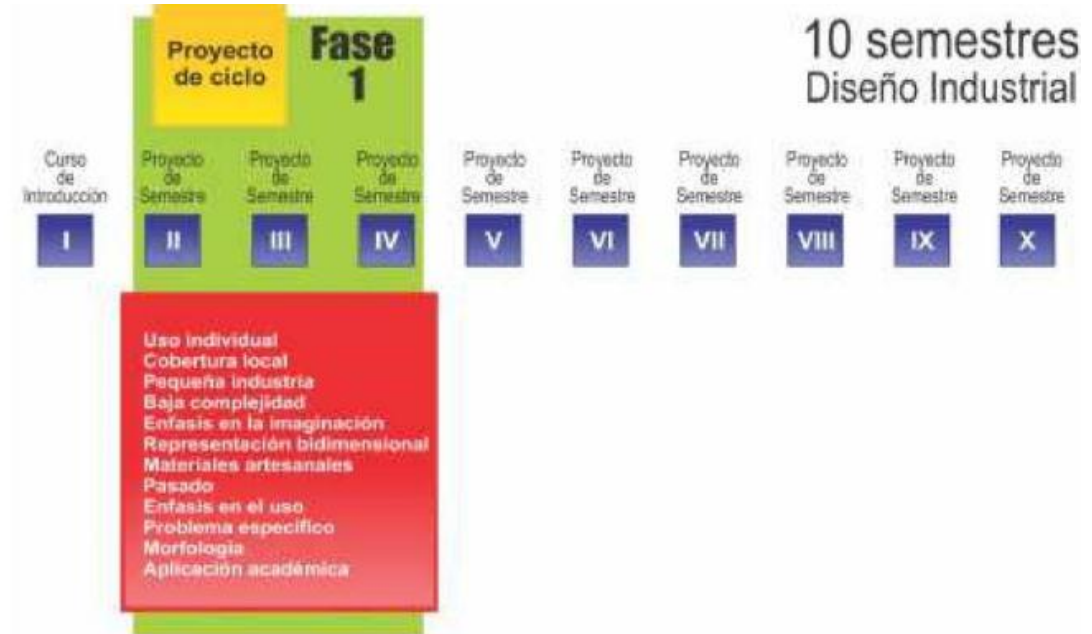 Proyecto
de ciclo
Fase
1
10 semestres
Diseño Industrial
Curso
de
Introducción
Proyecto
de
Semestre
Proyecto
de
Semestre
Proyecto
de
Semestre
Proyecto
de
Semestre
Proyecto
de
Semestre
Proyecto
de
Semestre
Proyecto
de
Semestre
Proyecto
de
Semestre
Proyecto
de
Semestre
I
II
III
IV
V
VI
VII
VIII
IX
X
Uso individual
Cobertura local
Pequeña industria
Baja complejidad
Enfasis en la imaginación
Representación bidimensional
Materiales artesanales
Pasado
Enfasis en el uso
Problema específico
Morfología
Aplicación académica